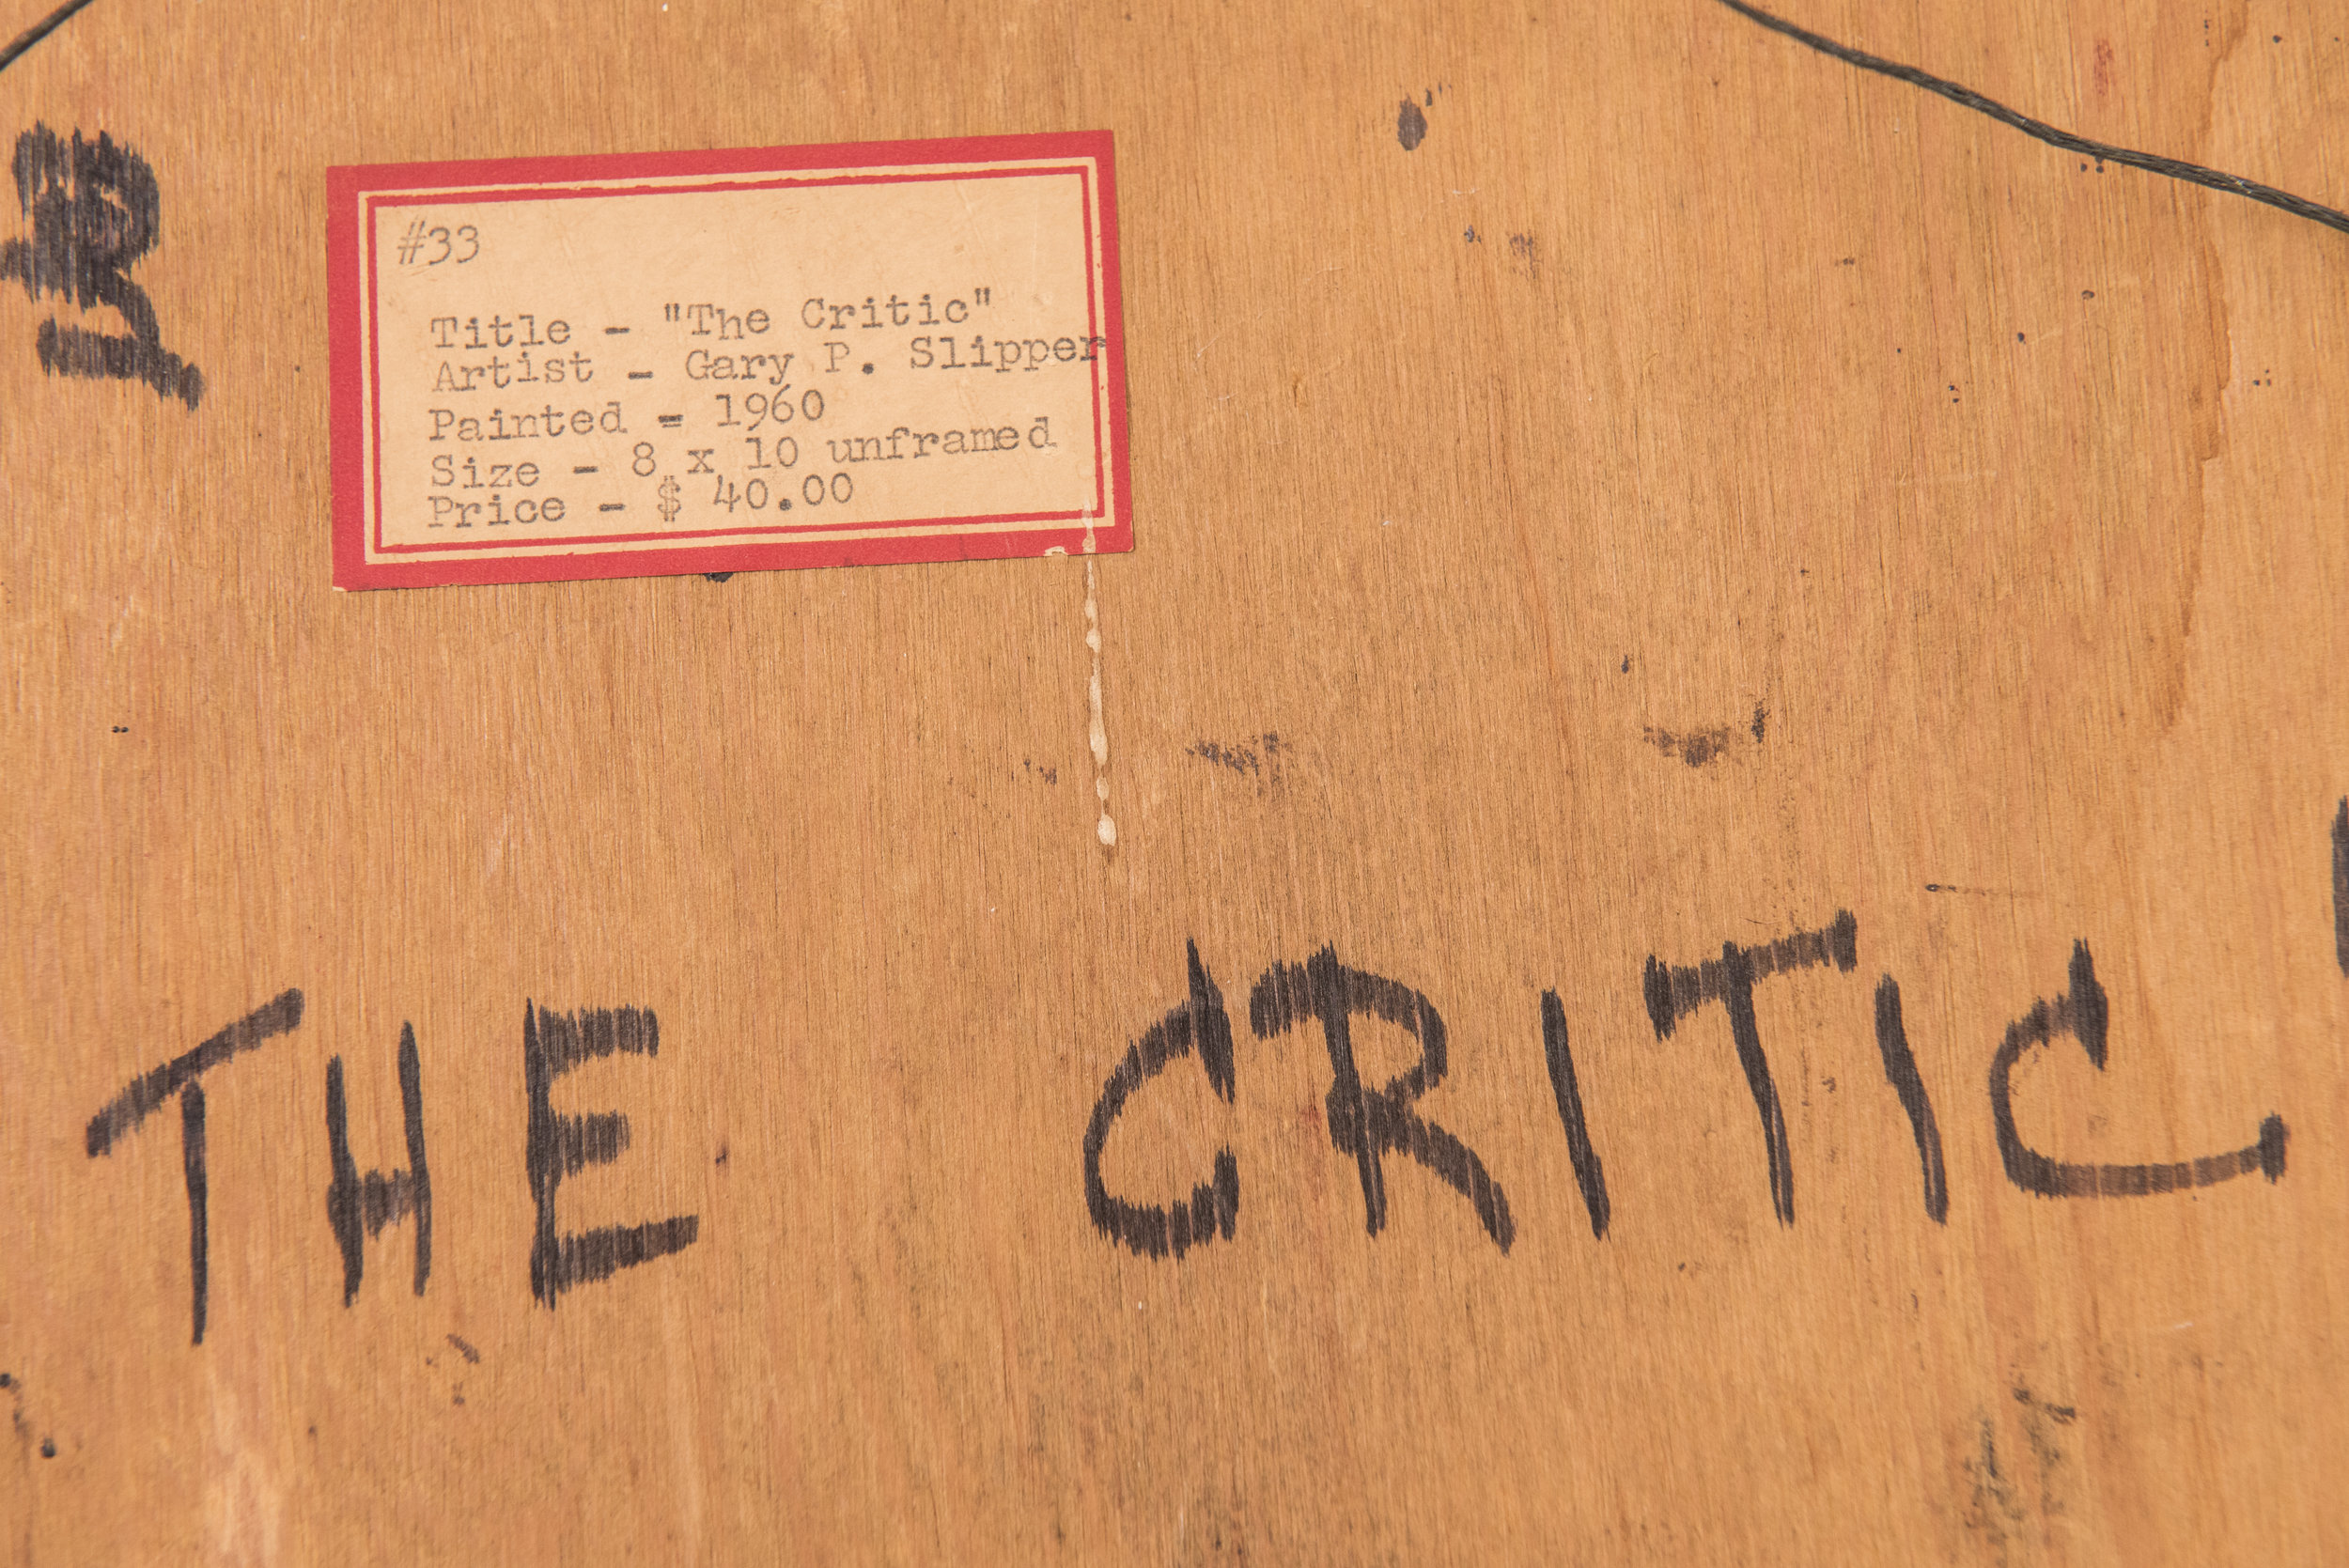 #33
Title - "The Critic"
Artist - Gary P. Slipper
Painted = 1960
Size - 8 x 10 unframed
Price - $ 40.00
THE CRITIC